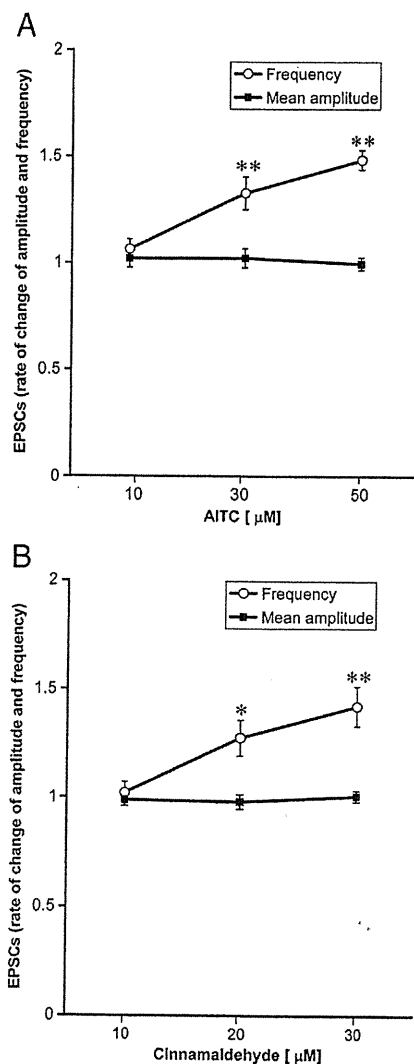 A
2
Frequency
Mean amplitude
**
**
1.5
1
0.5
0
EPSCs (rate of change of amplitude and frequency)
10 30 50
AITC [ μM]
B
2
Frequency
Mean amplitude
**
*
1.5
1
0.5
0
EPSCs (rate of change of amplitude and frequency)
10 20 30
Cinnamaldehyde [ μM]